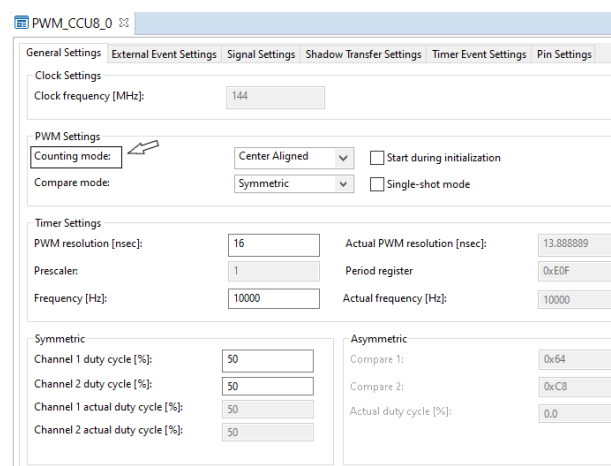 PWM_CCU8_0
General Settings External Event Settings Signal Settings Shadow Transfer Settings Timer Event Settings Pin Settings
Clock Settings
Clock frequency [MHz]: 144
PWM Settings
Counting mode: Center Aligned Start during initialization
Compare mode: Symmetric Single-shot mode
Timer Settings
PWM resolution [nsec]: 16 Actual PWM resolution [nsec]: 13.888889
Prescaler: 1 Period register 0xE0F
Frequency [Hz]: 10000 Actual frequency [Hz]: 10000
Symmetric Asymmetric
Channel 1 duty cycle [%]: 50 Compare 1: 0x64
Channel 2 duty cycle [%]: 50 Compare 2: 0xC8
Channel 1 actual duty cycle [%]: 50 Actual duty cycle [%]: 0.0
Channel 2 actual duty cycle [%]: 50